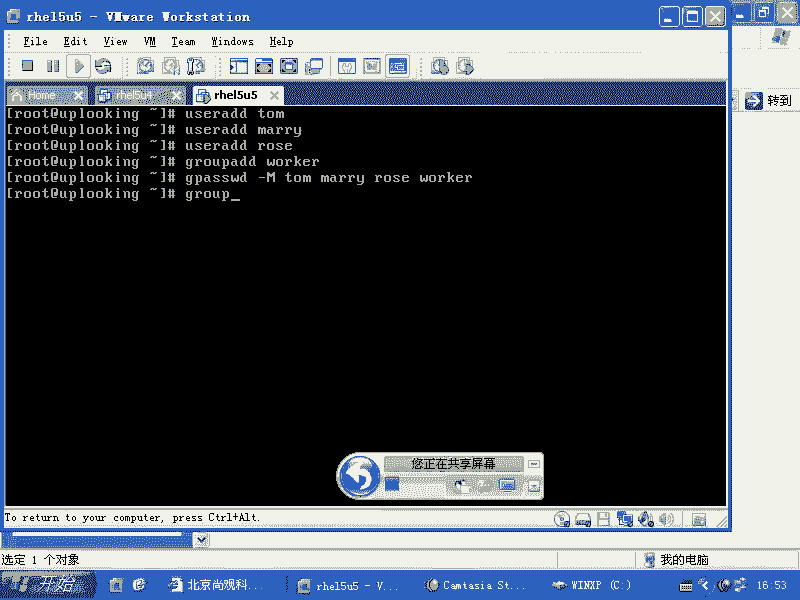 rhel5u5 - VMware Workstation
File Edit View VM Team Windows Help
Home rhel5u4 rhel5u5
转到
[root@uplooking ~]# useradd tom
[root@uplooking ~]# useradd marry
[root@uplooking ~]# useradd rose
[root@uplooking ~]# groupadd worker
[root@uplooking ~]# gpasswd -M tom marry rose worker
[root@uplooking ~]# group_
您正在共享屏幕
To return to your computer, press Ctrl+Alt.
选定 1 个对象
我的电脑
开始 北京尚观科... rhel5u5 - V... Camtasia St... WINXP (C:) 16:53